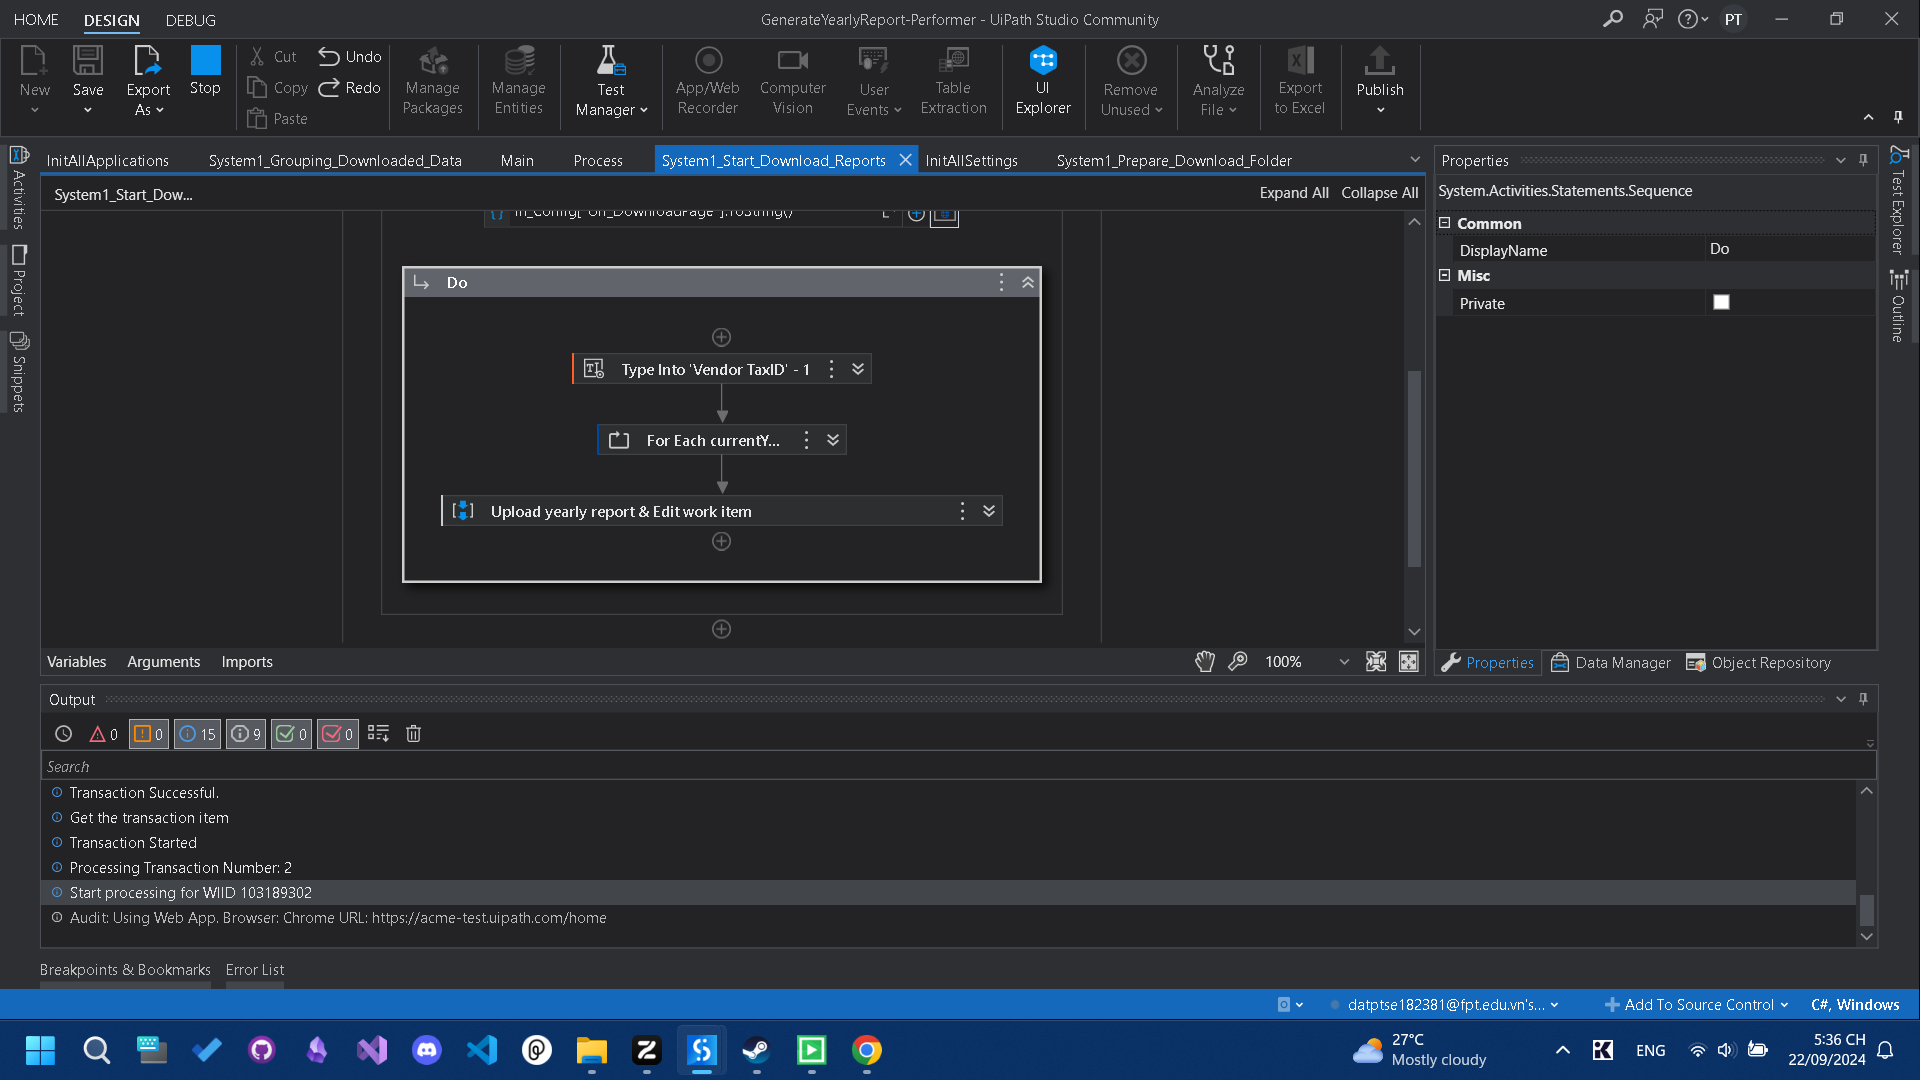 HOME DESIGN DEBUG
GenerateYearlyReport-Performer - UiPath Studio Community
PT
New
Save
Export As
Stop
Cut
Copy
Paste
Undo
Redo
Manage Packages
Manage Entities
Test Manager
App/Web Recorder
Computer Vision
User Events
Table Extraction
UI Explorer
Remove Unused
Analyze File
Export to Excel
Publish
InitAllApplications System1_Grouping_Downloaded_Data Main Process System1_Start_Download_Reports InitAllSettings System1_Prepare_Download_Folder
System1_Start_Dow...
Expand All Collapse All
Activities
Project
Snippets
Do
Type Into 'Vendor TaxID' - 1
For Each currentY...
Upload yearly report & Edit work item
Variables Arguments Imports
100%
Properties
System.Activities.Statements.Sequence
Common
DisplayName Do
Misc
Private
Properties Data Manager Object Repository
Test Explorer
Outline
Output
0 0 15 9 0 0
Search
Transaction Successful.
Get the transaction item
Transaction Started
Processing Transaction Number: 2
Start processing for WIID 103189302
Audit: Using Web App. Browser: Chrome URL: https://acme-test.uipath.com/home
Breakpoints & Bookmarks Error List
datptse182381@fpt.edu.vn's... Add To Source Control C#, Windows
27°C
Mostly cloudy
ENG
5:36 CH
22/09/2024